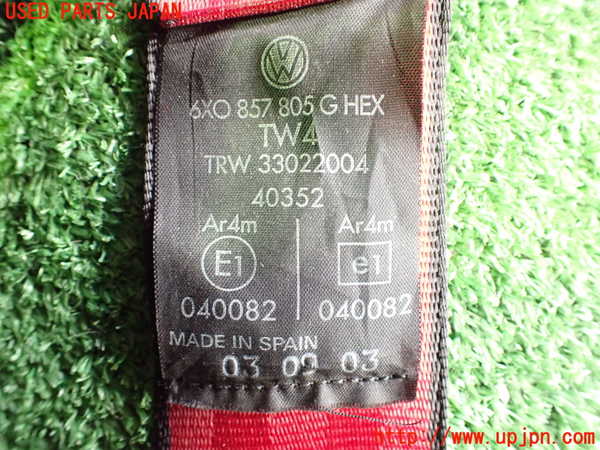 USED PARTS JAPAN
VW
6X0 857 805 G HEX
TW4
TRW 33022004
40352
Ar4m Ar4m
E1 e1
040082 040082
MADE IN SPAIN
03 09 03
http://www.upjpn.com/